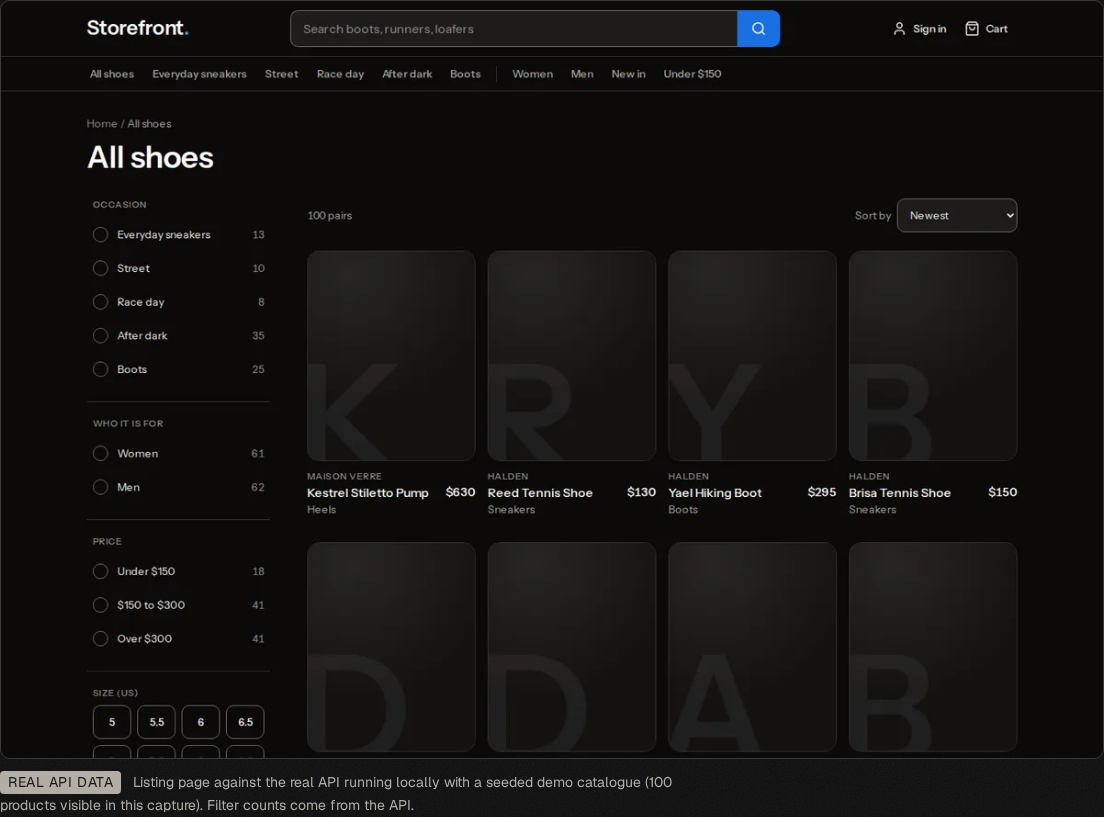 Storefront.
Search boots, runners, loafers
Sign in
Cart
All shoes Everyday sneakers Street Race day After dark Boots Women Men New in Under $150
Home / All shoes
All shoes
OCCASION
Everyday sneakers 13
Street 10
Race day 8
After dark 35
Boots 25
WHO IT IS FOR
Women 61
Men 62
PRICE
Under $150 18
$150 to $300 41
Over $300 41
SIZE (US)
5 5.5 6 6.5
100 pairs
Sort by Newest
K R Y B
MAISON VERRE
Kestrel Stiletto Pump $630
Heels
HALDEN
Reed Tennis Shoe $130
Sneakers
HALDEN
Yael Hiking Boot $295
Boots
HALDEN
Brisa Tennis Shoe $150
Sneakers
D D A B
REAL API DATA Listing page against the real API running locally with a seeded demo catalogue (100
products visible in this capture). Filter counts come from the API.